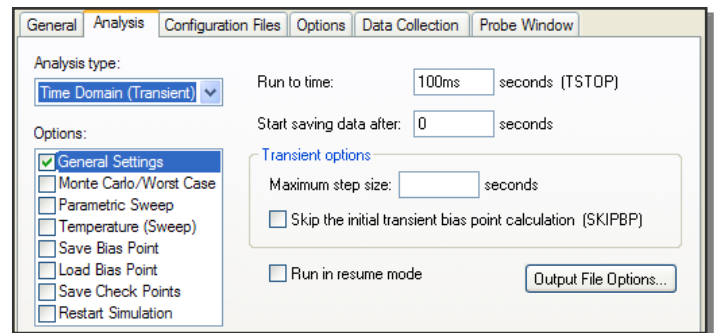 General Analysis Configuration Files Options Data Collection Probe Window
Analysis type:
Time Domain (Transient)
Options:
General Settings
Monte Carlo/Worst Case
Parametric Sweep
Temperature (Sweep)
Save Bias Point
Load Bias Point
Save Check Points
Restart Simulation
Run to time: 100ms seconds (TSTOP)
Start saving data after: 0 seconds
Transient options
Maximum step size: seconds
Skip the initial transient bias point calculation (SKIPBP)
Run in resume mode
Output File Options...